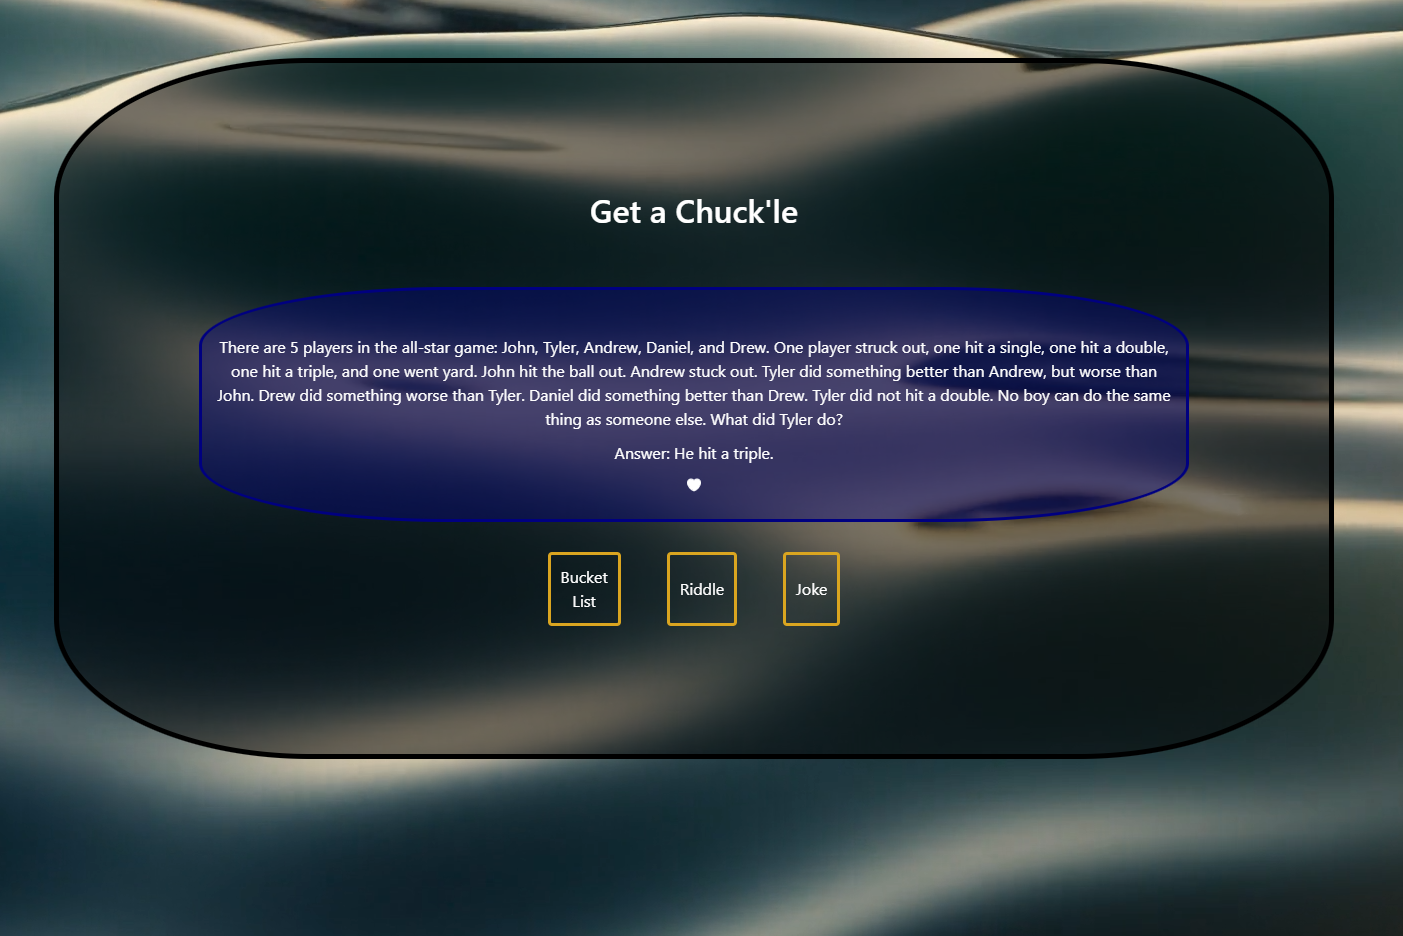 Get a Chuck'le
There are 5 players in the all-star game: John, Tyler, Andrew, Daniel, and Drew. One player struck out, one hit a single, one hit a double,
one hit a triple, and one went yard. John hit the ball out. Andrew stuck out. Tyler did something better than Andrew, but worse than
John. Drew did something worse than Tyler. Daniel did something better than Drew. Tyler did not hit a double. No boy can do the same
thing as someone else. What did Tyler do?
Answer: He hit a triple.
Bucket
List
Riddle
Joke